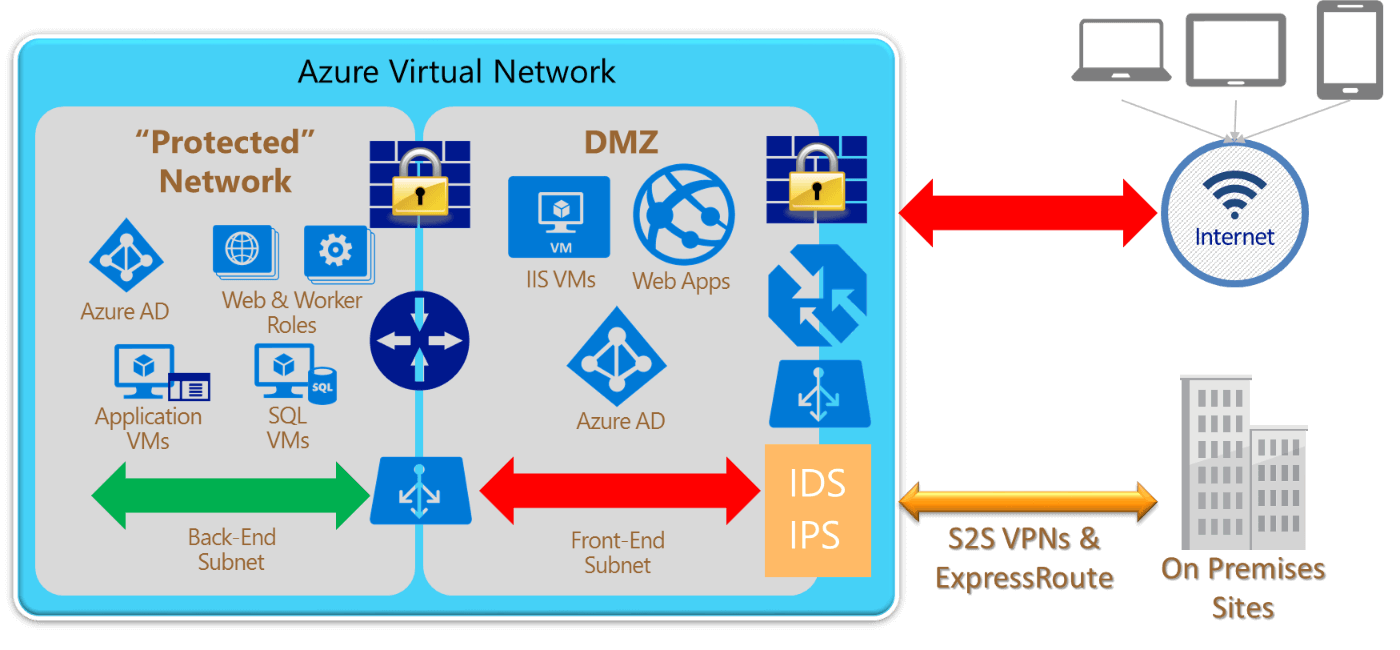 Azure Virtual Network
“Protected”
Network
Azure AD
Web & Worker
Roles
Application
VMs
SQL
SQL
VMs
Back-End
Subnet
DMZ
VM
IIS VMs
Web Apps
Azure AD
Front-End
Subnet
IDS
IPS
Internet
S2S VPNs &
ExpressRoute
On Premises
Sites